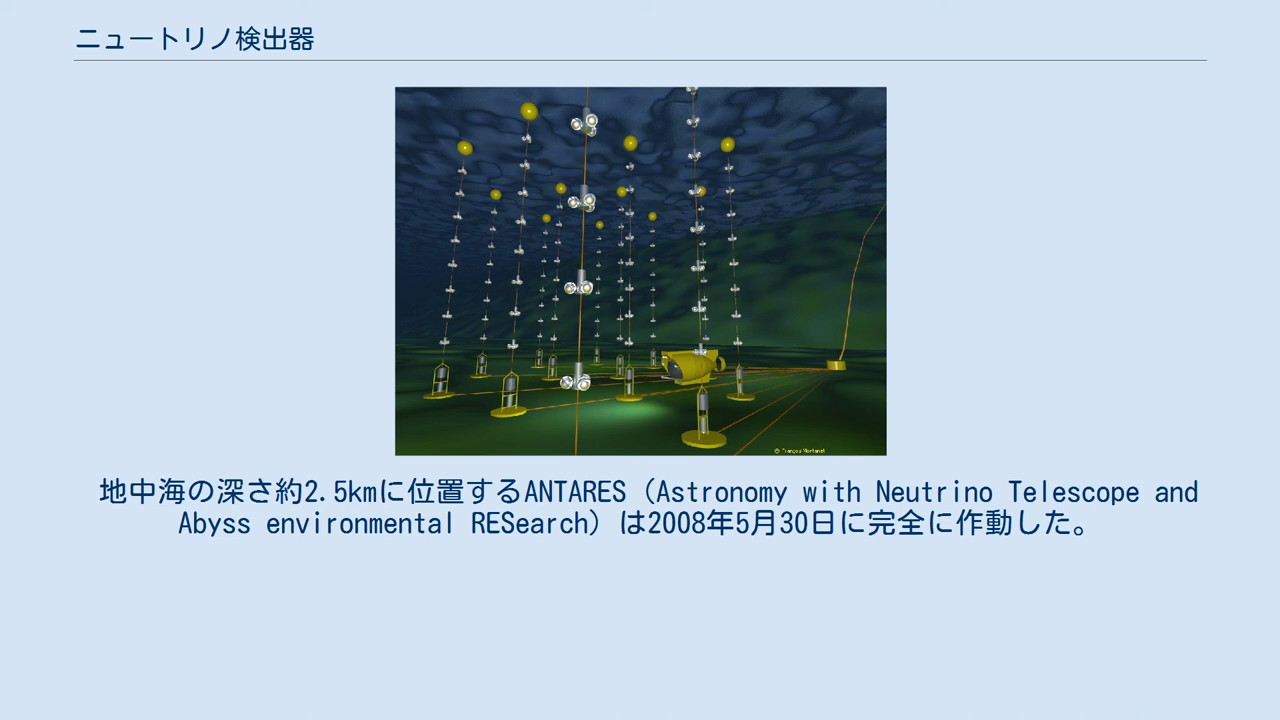 ニュートリノ検出器
© François Montanet
地中海の深さ約2.5kmに位置するANTARES（Astronomy with Neutrino Telescope and
Abyss environmental RESearch）は2008年5月30日に完全に作動した。